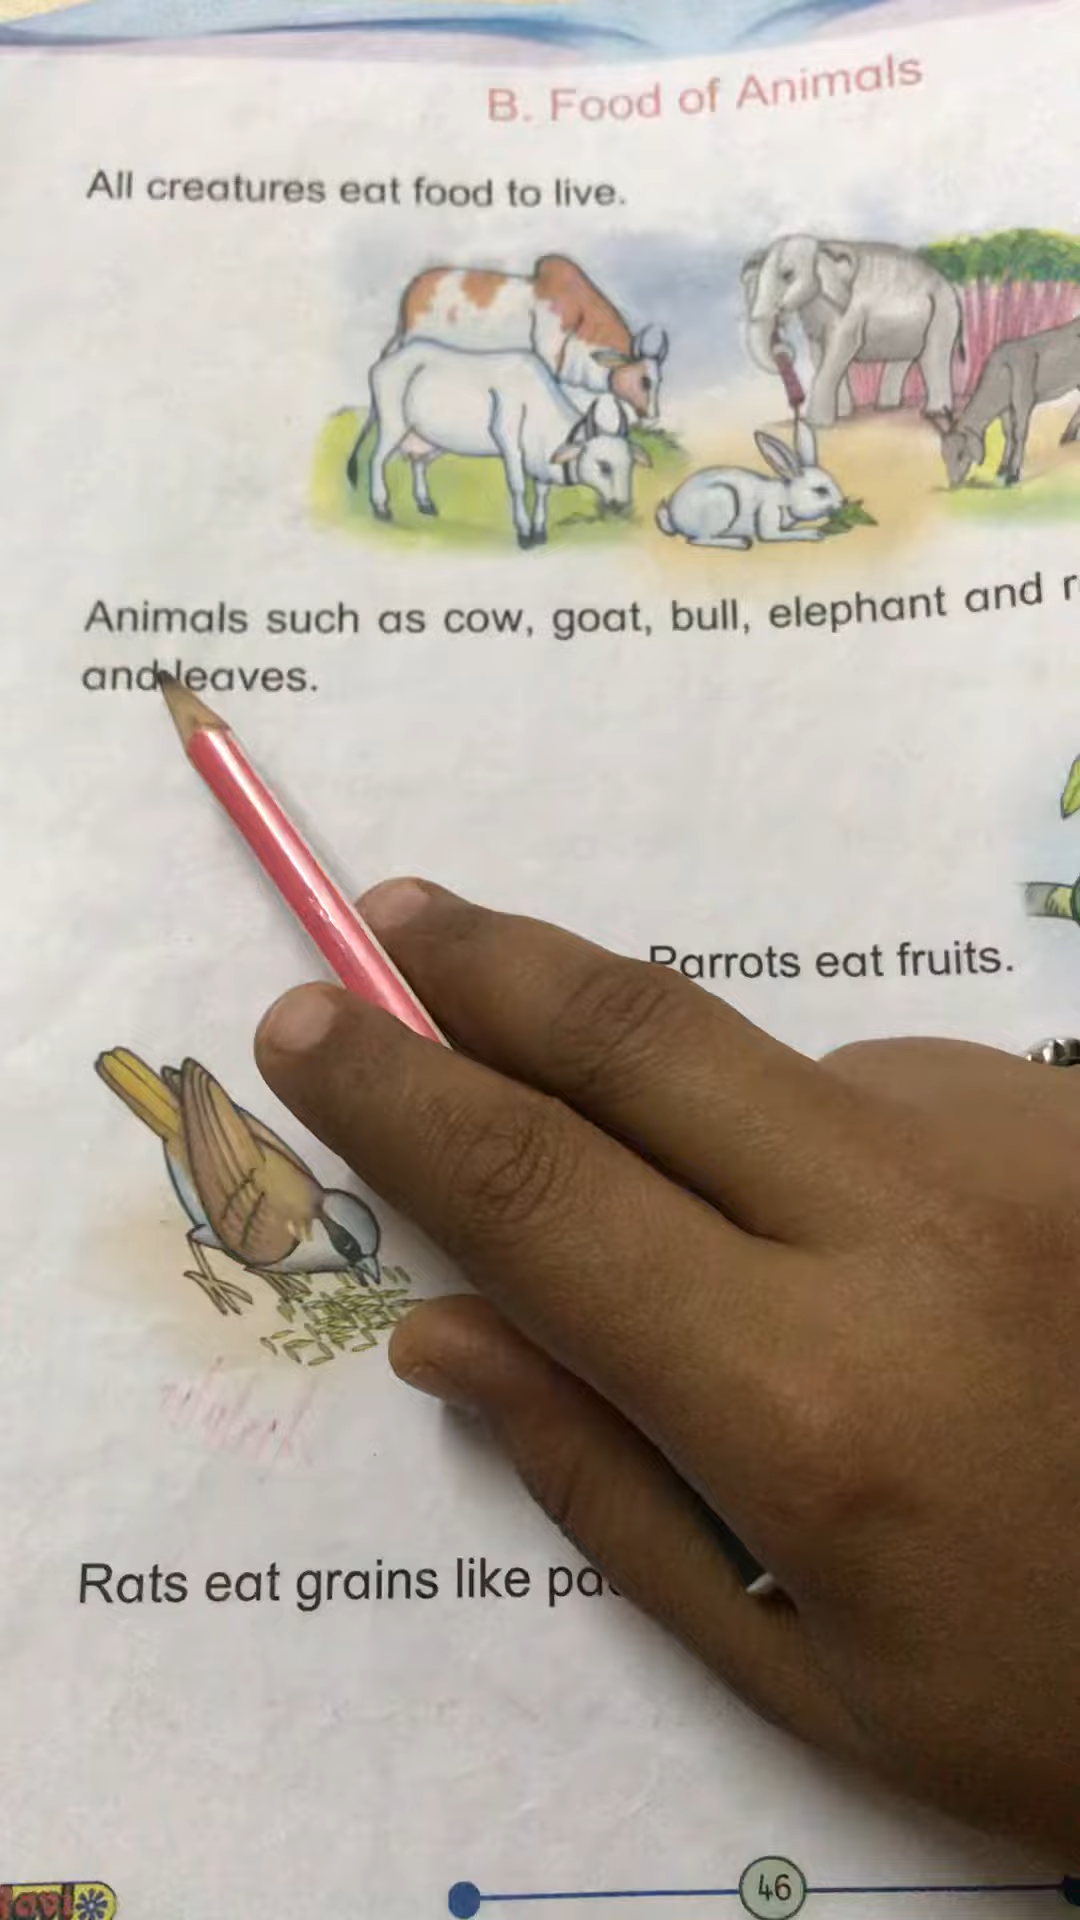 B. Food of Animals
All creatures eat food to live.
Animals such as cow, goat, bull, elephant and
and leaves.
Parrots eat fruits.
Rats eat grains like
46